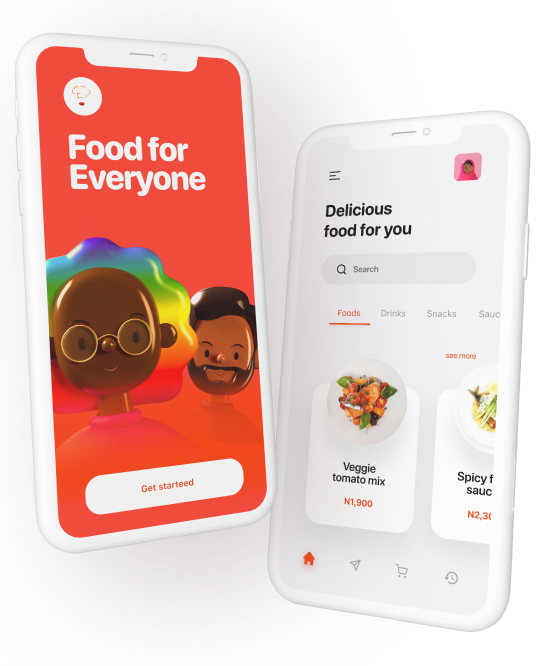 Food for
Everyone
Get starteed
Delicious
food for you
Search
Foods Drinks Snacks Sauc
see more
Veggie
tomato mix
N1,900
Spicy f
sauc
N2,30